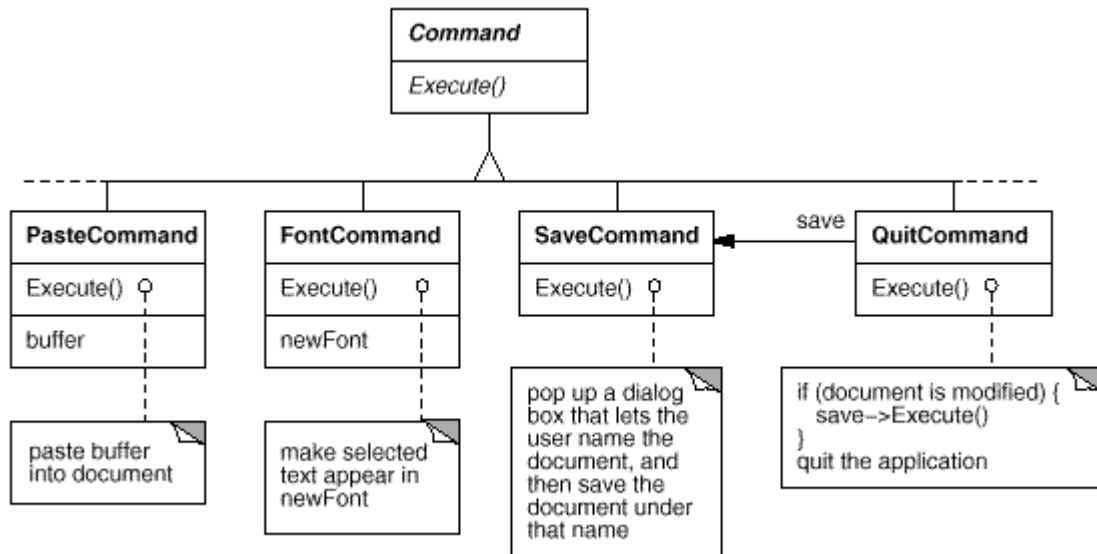 Command
Execute()
PasteCommand
Execute()
buffer
paste buffer
into document
FontCommand
Execute()
newFont
make selected
text appear in
newFont
SaveCommand
Execute()
pop up a dialog
box that lets the
user name the
document, and
then save the
document under
that name
save
QuitCommand
Execute()
if (document is modified) {
save−>Execute()
}
quit the application